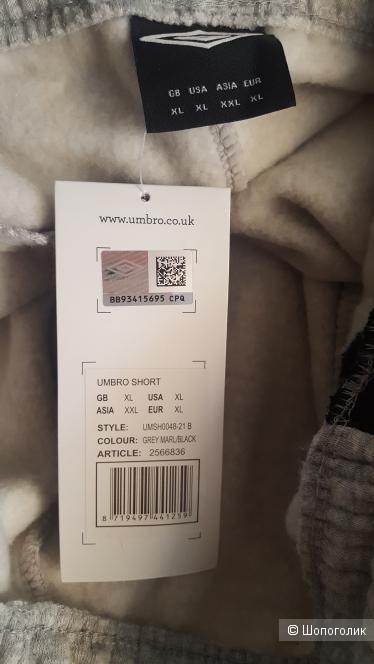 GB USA ASIA EUR
XL XL XXL XL
www.umbro.co.uk
BB93415695 CPQ
UMBRO SHORT
GB XL USA XL
ASIA XXL EUR XL
STYLE: UMSH0048-21 B
COLOUR: GREY MARL/BLACK
ARTICLE: 2566836
8 719497 441259
© Шопоголик